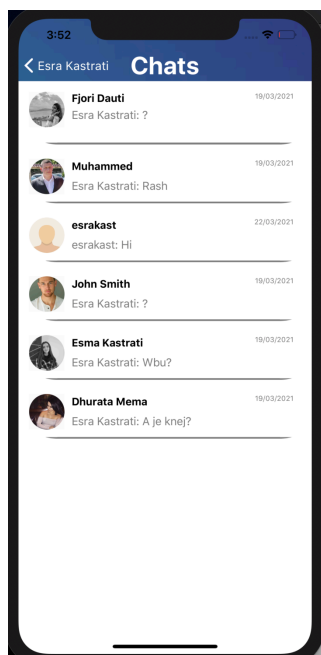 3:52
Esra Kastrati Chats
Fjori Dauti 19/03/2021
Esra Kastrati: ?
Muhammed 19/03/2021
Esra Kastrati: Rash
esrakast 22/03/2021
esrakast: Hi
John Smith 19/03/2021
Esra Kastrati: ?
Esma Kastrati 19/03/2021
Esra Kastrati: Wbu?
Dhurata Mema 19/03/2021
Esra Kastrati: A je knej?